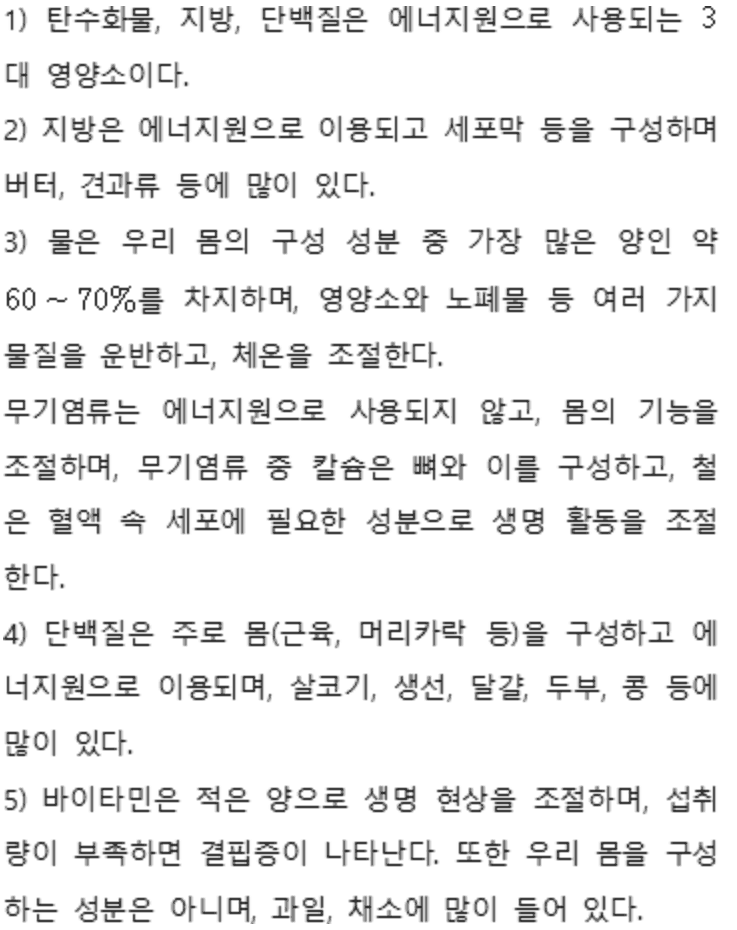 1) 탄수화물, 지방, 단백질은 에너지원으로 사용되는 3
대 영양소이다.
2) 지방은 에너지원으로 이용되고 세포막 등을 구성하며
버터, 견과류 등에 많이 있다.
3) 물은 우리 몸의 구성 성분 중 가장 많은 양인 약
60 ~ 70%를 차지하며, 영양소와 노폐물 등 여러 가지
물질을 운반하고, 체온을 조절한다.
무기염류는 에너지원으로 사용되지 않고, 몸의 기능을
조절하며, 무기염류 중 칼슘은 뼈와 이를 구성하고, 철
은 혈액 속 세포에 필요한 성분으로 생명 활동을 조절
한다.
4) 단백질은 주로 몸(근육, 머리카락 등)을 구성하고 에
너지원으로 이용되며, 살코기, 생선, 달걀, 두부, 콩 등에
많이 있다.
5) 바이타민은 적은 양으로 생명 현상을 조절하며, 섭취
량이 부족하면 결핍증이 나타난다. 또한 우리 몸을 구성
하는 성분은 아니며, 과일, 채소에 많이 들어 있다.